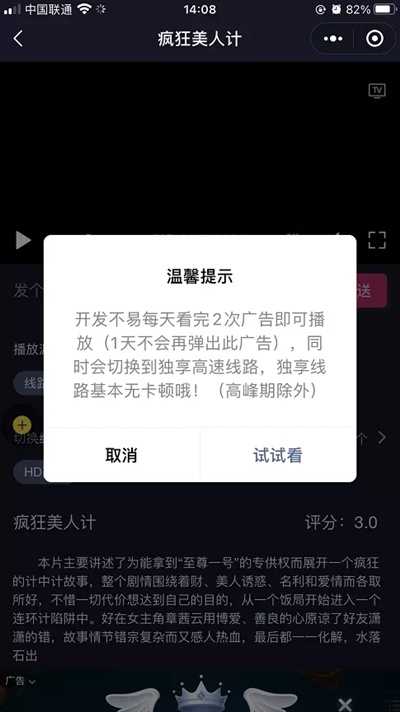 中国联通 14:08 82%
疯狂美人计
TV
温馨提示
开发不易每天看完2次广告即可播
放（1天不会再弹出此广告），同
时会切换到独享高速线路，独享线
路基本无卡顿哦！（高峰期除外）
取消 试试看
发个 送
播放源
线路
切换线 个
HD
疯狂美人计 评分：3.0
本片主要讲述了为能拿到“至尊一号”的专供权而展开一个疯狂
的计中计故事，整个剧情围绕着财、美人诱惑、名利和爱情而各取
所好，不惜一切代价想达到自己的目的，从一个饭局开始进入一个
连环计陷阱中。好在女主角章茜云用博爱、善良的心原谅了好友潇
潇的错，故事情节错宗复杂而又感人热血，最后都一一化解，水落
石出
广告